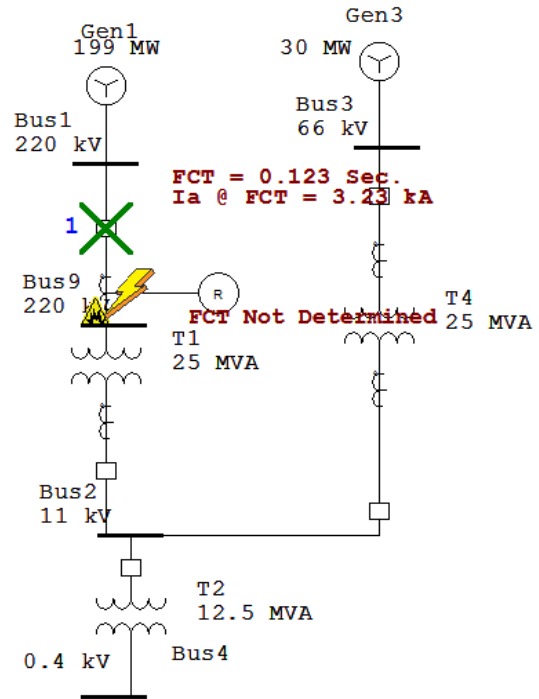 Gen1
199 MW
Gen3
30 MW
Bus1
220 kV
Bus3
66 kV
FCT = 0.123 Sec.
Ia @ FCT = 3.23 kA
1
Bus9
220 kV
R
FCT Not Determined
T1
25 MVA
T4
25 MVA
Bus2
11 kV
T2
12.5 MVA
Bus4
0.4 kV